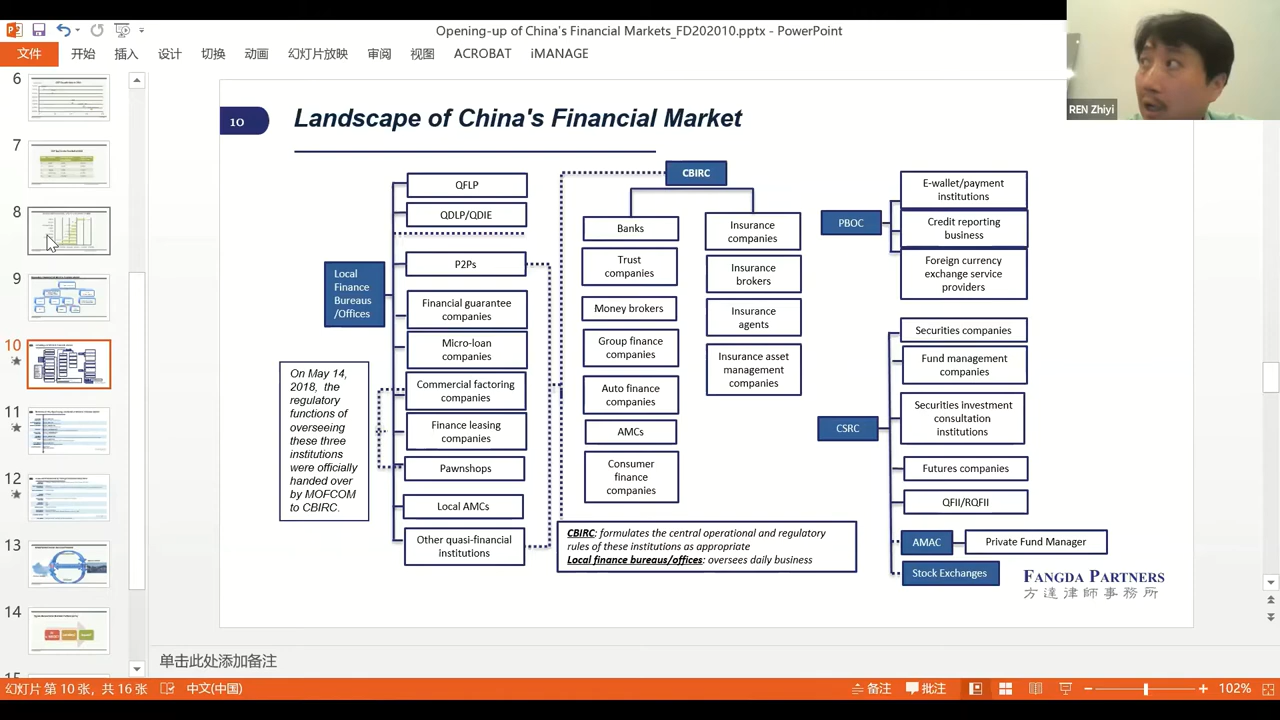 Opening-up of China's Financial Markets_FD202010.pptx - PowerPoint
文件 开始 插入 设计 切换 动画 幻灯片放映 审阅 视图 ACROBAT iMANAGE
REN Zhiyi
6
7
8
9
10
11
12
13
14
10
Landscape of China's Financial Market
Local
Finance
Bureaus
/Offices
On May 14,
2018, the
regulatory
functions of
overseeing
these three
institutions
were officially
handed over
by MOFCOM
to CBIRC.
QFLP
QDLP/QDIE
P2Ps
Financial guarantee
companies
Micro-loan
companies
Commercial factoring
companies
Finance leasing
companies
Pawnshops
Local AMCs
Other quasi-financial
institutions
CBIRC
Banks
Trust
companies
Money brokers
Group finance
companies
Auto finance
companies
AMCs
Consumer
finance
companies
Insurance
companies
Insurance
brokers
Insurance
agents
Insurance asset
management
companies
CBIRC: formulates the central operational and regulatory
rules of these institutions as appropriate
Local finance bureaus/offices: oversees daily business
PBOC
E-wallet/payment
institutions
Credit reporting
business
Foreign currency
exchange service
providers
CSRC
Securities companies
Fund management
companies
Securities investment
consultation
institutions
Futures companies
QFII/RQFII
AMAC
Private Fund Manager
Stock Exchanges
FANGDA PARTNERS
方達律師事務所
单击此处添加备注
幻灯片 第 10 张, 共 16 张 中文(中国) 备注 批注 102%